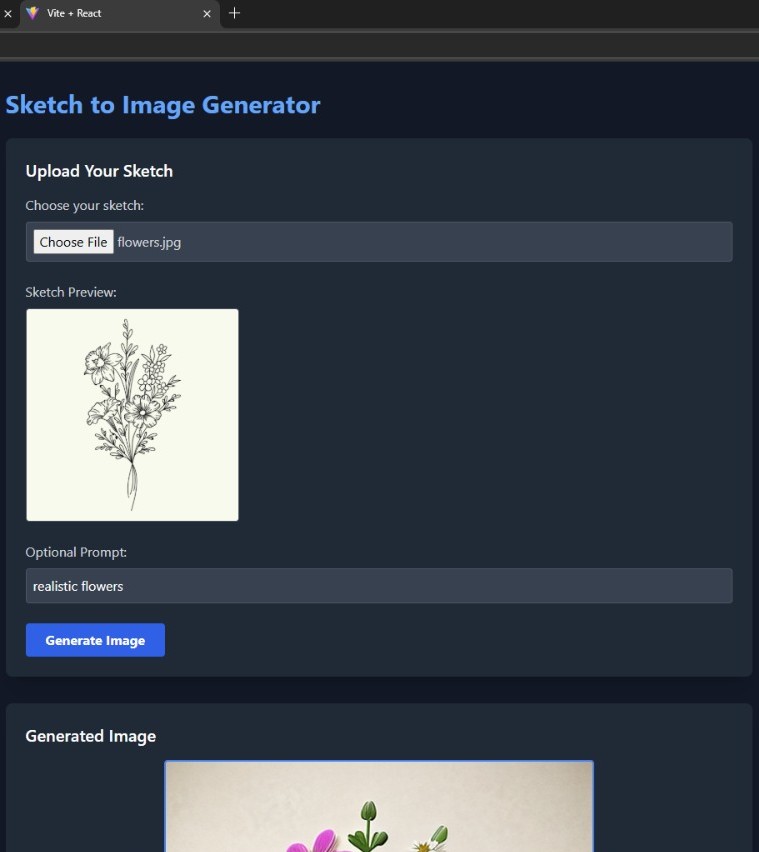 Vite + React
Sketch to Image Generator
Upload Your Sketch
Choose your sketch:
Choose File flowers.jpg
Sketch Preview:
Optional Prompt:
realistic flowers
Generate Image
Generated Image